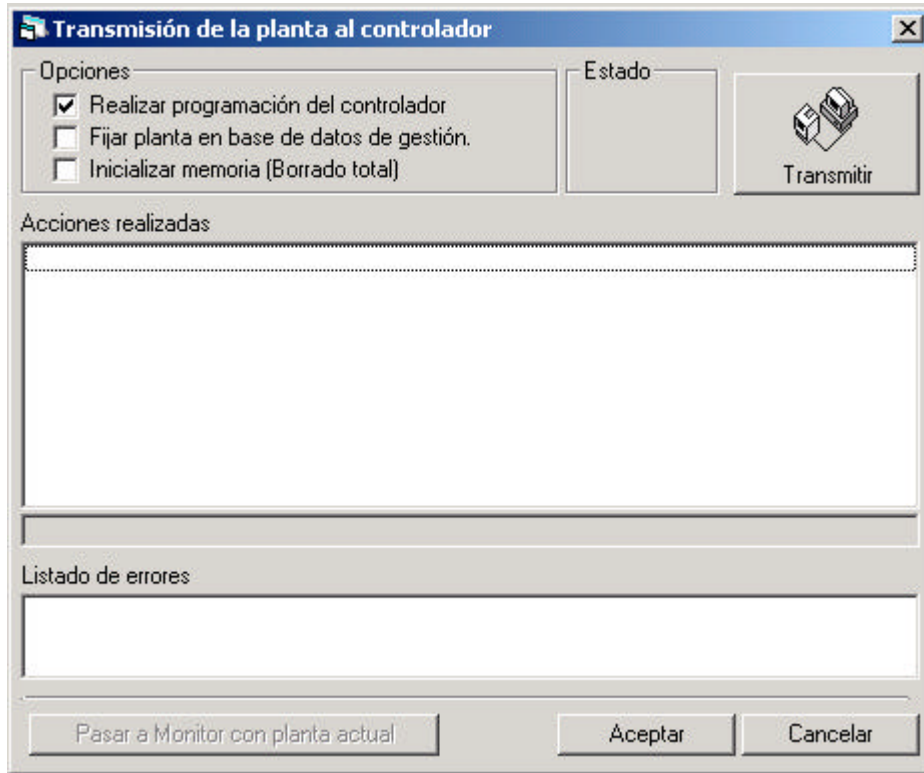 Transmisión de la planta al controlador
Opciones
Realizar programación del controlador
Fijar planta en base de datos de gestión.
Inicializar memoria (Borrado total)
Estado
Transmitir
Acciones realizadas
Listado de errores
Pasar a Monitor con planta actual
Aceptar
Cancelar